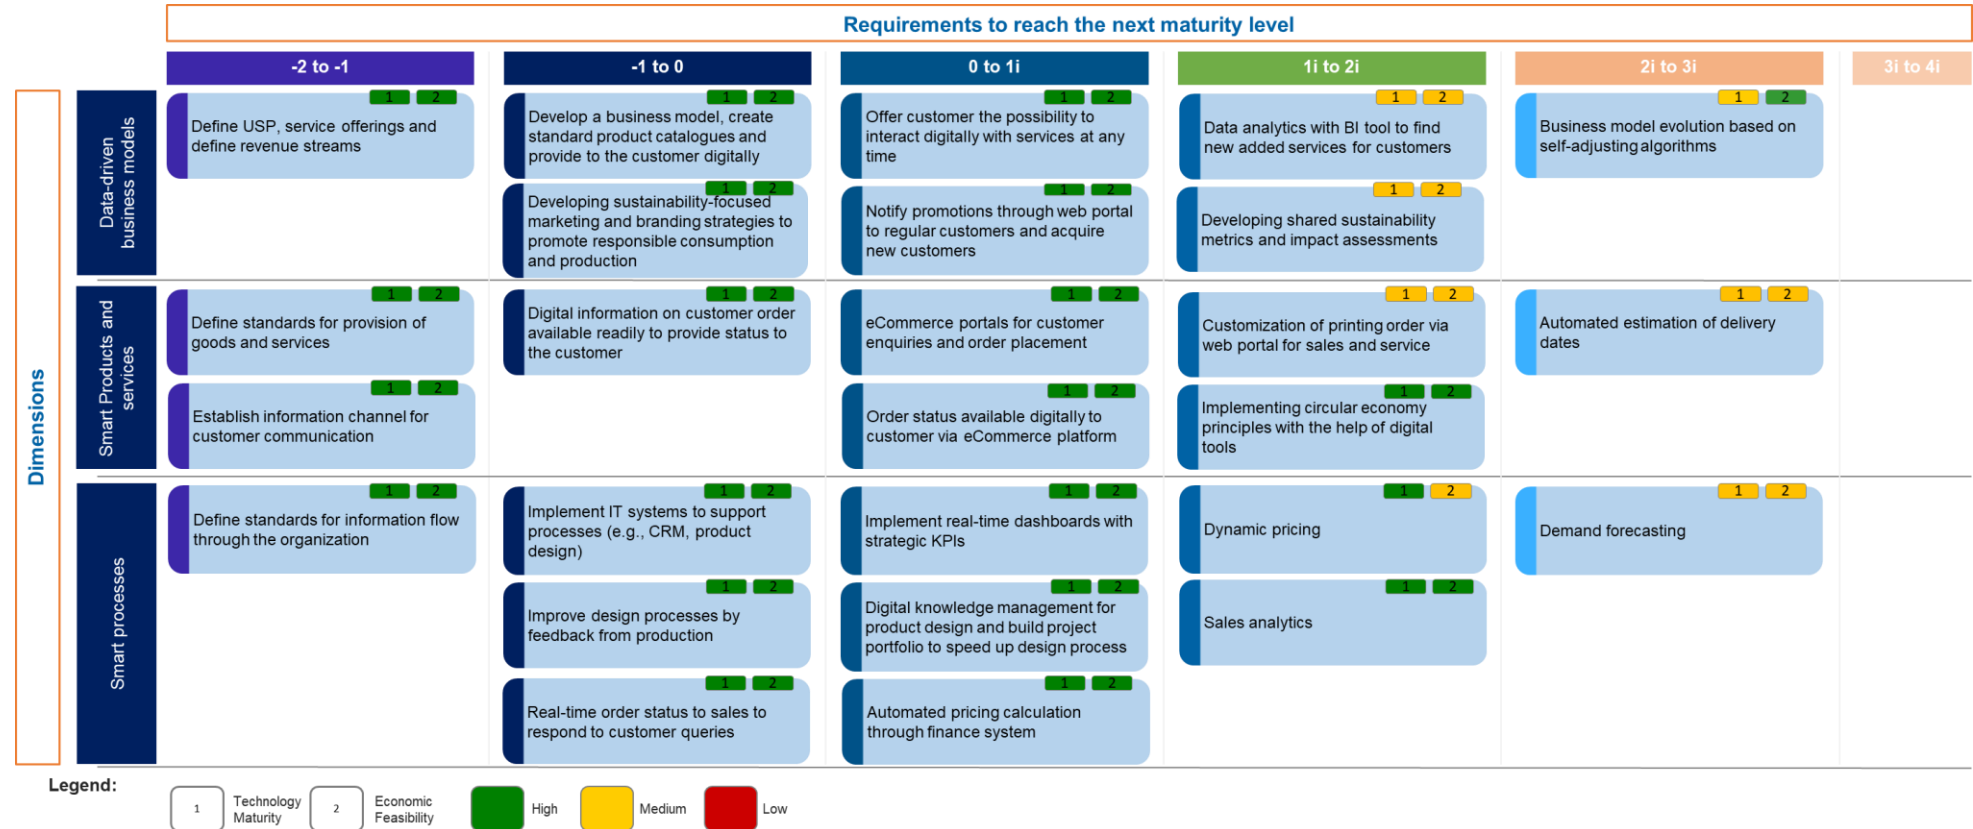 Requirements to reach the next maturity level
-2 to -1
-1 to 0
0 to 1i
1i to 2i
2i to 3i
3i to 4i
Dimensions
Data-driven
business models
1 2
Define USP, service offerings and
define revenue streams
1 2
Develop a business model, create
standard product catalogues and
provide to the customer digitally
1 2
Developing sustainability-focused
marketing and branding strategies to
promote responsible consumption
and production
1 2
Offer customer the possibility to
interact digitally with services at any
time
1 2
Notify promotions through web portal
to regular customers and acquire
new customers
1 2
Data analytics with BI tool to find
new added services for customers
1 2
Developing shared sustainability
metrics and impact assessments
1 2
Business model evolution based on
self-adjusting algorithms
Smart Products and
services
1 2
Define standards for provision of
goods and services
1 2
Establish information channel for
customer communication
1 2
Digital information on customer order
available readily to provide status to
the customer
1 2
eCommerce portals for customer
enquiries and order placement
1 2
Order status available digitally to
customer via eCommerce platform
1 2
Customization of printing order via
web portal for sales and service
1 2
Implementing circular economy
principles with the help of digital
tools
1 2
Automated estimation of delivery
dates
Smart processes
1 2
Define standards for information flow
through the organization
1 2
Implement IT systems to support
processes (e.g., CRM, product
design)
1 2
Improve design processes by
feedback from production
1 2
Real-time order status to sales to
respond to customer queries
1 2
Implement real-time dashboards with
strategic KPIs
1 2
Digital knowledge management for
product design and build project
portfolio to speed up design process
1 2
Automated pricing calculation
through finance system
1 2
Dynamic pricing
1 2
Sales analytics
1 2
Demand forecasting
Legend:
1
Technology
Maturity
2
Economic
Feasibility
High
Medium
Low